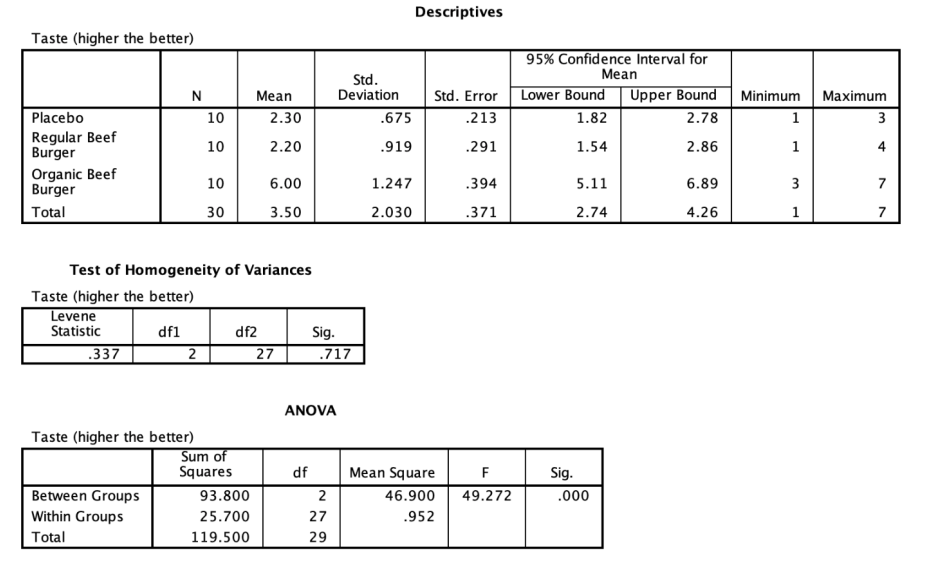 Descriptives
Taste (higher the better)
95% Confidence Interval for
Mean
N Mean Std. Deviation Std. Error Lower Bound Upper Bound Minimum Maximum
Placebo 10 2.30 .675 .213 1.82 2.78 1 3
Regular Beef Burger 10 2.20 .919 .291 1.54 2.86 1 4
Organic Beef Burger 10 6.00 1.247 .394 5.11 6.89 3 7
Total 30 3.50 2.030 .371 2.74 4.26 1 7
Test of Homogeneity of Variances
Taste (higher the better)
Levene Statistic df1 df2 Sig.
.337 2 27 .717
ANOVA
Taste (higher the better)
Sum of Squares df Mean Square F Sig.
Between Groups 93.800 2 46.900 49.272 .000
Within Groups 25.700 27 .952
Total 119.500 29